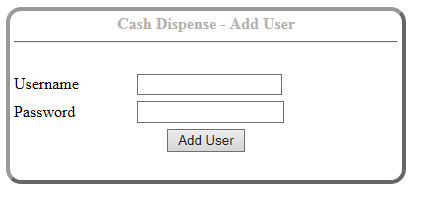 Cash Dispense - Add User
Username
Password
Add User